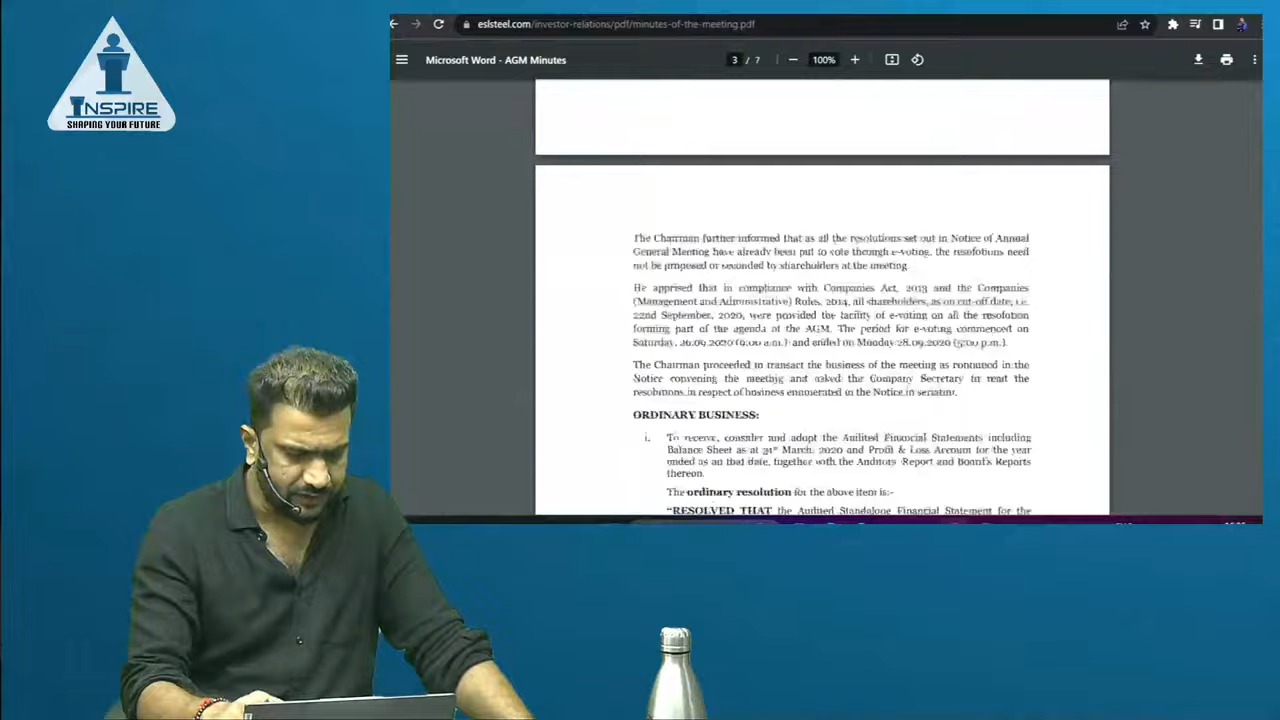 INSPIRE
SHAPING YOUR FUTURE
eslsteel.com/investor-relations/pdf/minutes-of-the-meeting.pdf
Microsoft Word - AGM Minutes
3 / 7
100%
The Chairman further informed that as all the resolutions set out in Notice of Annual
General Meeting have already been put to vote through e-voting, the resolutions need
not be proposed or seconded by shareholders at the meeting.
He apprised that in compliance with Companies Act, 2013 and the Companies
(Management and Administrative) Rules, 2014, all shareholders, as on cut-off date, i.e.
22nd September, 2020, were provided the facility of e-voting on all the resolution
forming part of the agenda of the AGM. The period for e-voting commenced on
Saturday, 26.09.2020 (9:00 a.m.) and ended on Monday 28.09.2020 (5:00 p.m.).
The Chairman proceeded to transact the business of the meeting as contained in the
Notice convening the meeting and asked the Company Secretary to read the
resolutions in respect of business enumerated in the Notice in seriatim.
ORDINARY BUSINESS:
i. To receive, consider and adopt the Audited Financial Statements including
Balance Sheet as at 31st March, 2020 and Profit & Loss Account for the year
ended as on that date, together with the Auditors' Report and Board's Reports
thereon.
The ordinary resolution for the above item is:-
"RESOLVED THAT the Audited Standalone Financial Statement for the